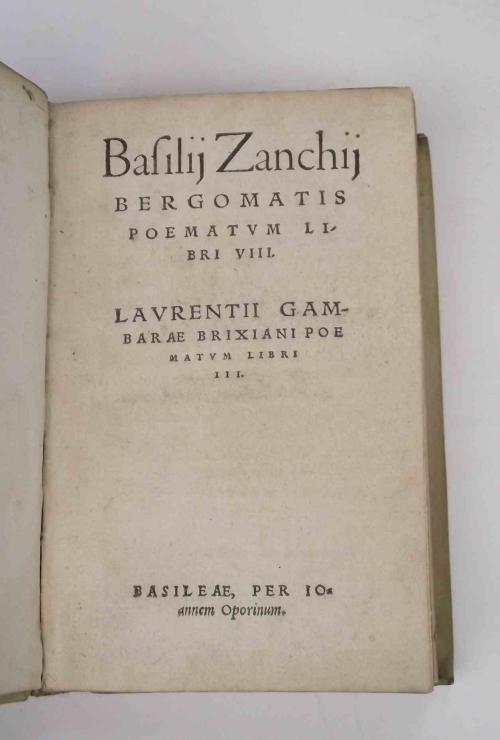 Baſilij Zanchij
BERGOMATIS
POEMATVM LI-
BRI VIII.
LAVRENTII GAM-
BARAE BRIXIANI POE
MATVM LIBRI
III.
BASILEAE, PER IO-
annem Oporinum.